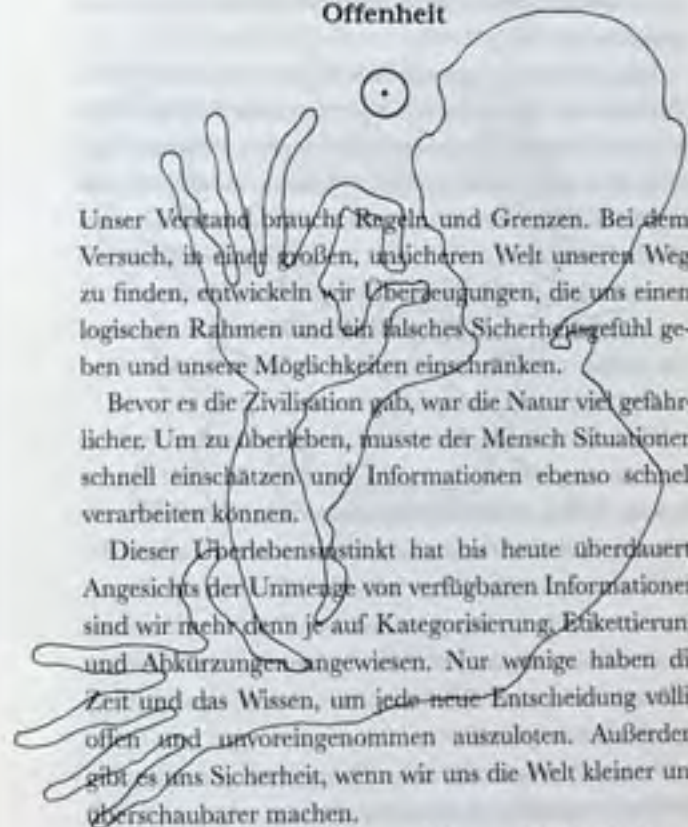 Offenheit
Unser Verstand braucht Regeln und Grenzen. Bei dem
Versuch, in einer großen, unsicheren Welt unseren Weg
zu finden, entwickeln wir Überzeugungen, die uns einen
logischen Rahmen und ein falsches Sicherheitsgefühl ge-
ben und unsere Möglichkeiten einschränken.
Bevor es die Zivilisation gab, war die Natur viel gefähr-
licher. Um zu überleben, musste der Mensch Situationen
schnell einschätzen und Informationen ebenso schnell
verarbeiten können.
Dieser Überlebensinstinkt hat bis heute überdauert
Angesichts der Unmenge von verfügbaren Informationen
sind wir mehr denn je auf Kategorisierung, Etikettierun
und Abkürzungen angewiesen. Nur wenige haben di
Zeit und das Wissen, um jede neue Entscheidung völli
offen und unvoreingenommen auszuloten. Außerder
gibt es uns Sicherheit, wenn wir uns die Welt kleiner un
überschaubarer machen.